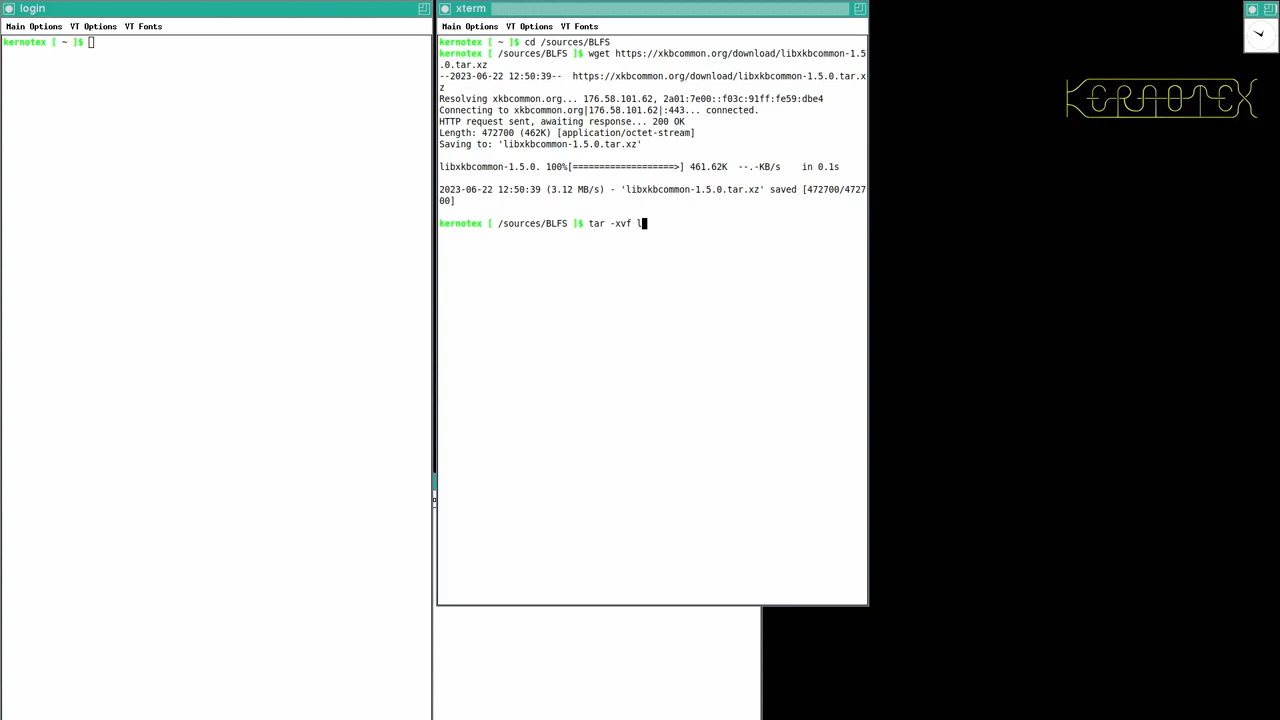 login
Main Options VT Options VT Fonts
kernotex [ ~ ]$
xterm
Main Options VT Options VT Fonts
kernotex [ ~ ]$ cd /sources/BLFS
kernotex [ /sources/BLFS ]$ wget https://xkbcommon.org/download/libxkbcommon-1.5
.0.tar.xz
--2023-06-22 12:50:39--  https://xkbcommon.org/download/libxkbcommon-1.5.0.tar.x
z
Resolving xkbcommon.org... 176.58.101.62, 2a01:7e00::f03c:91ff:fe59:dbe4
Connecting to xkbcommon.org|176.58.101.62|:443... connected.
HTTP request sent, awaiting response... 200 OK
Length: 472700 (462K) [application/octet-stream]
Saving to: 'libxkbcommon-1.5.0.tar.xz'
libxkbcommon-1.5.0. 100%[===================>] 461.62K  --.-KB/s    in 0.1s
2023-06-22 12:50:39 (3.12 MB/s) - 'libxkbcommon-1.5.0.tar.xz' saved [472700/4727
00]
kernotex [ /sources/BLFS ]$ tar -xvf l
KERNOTEX